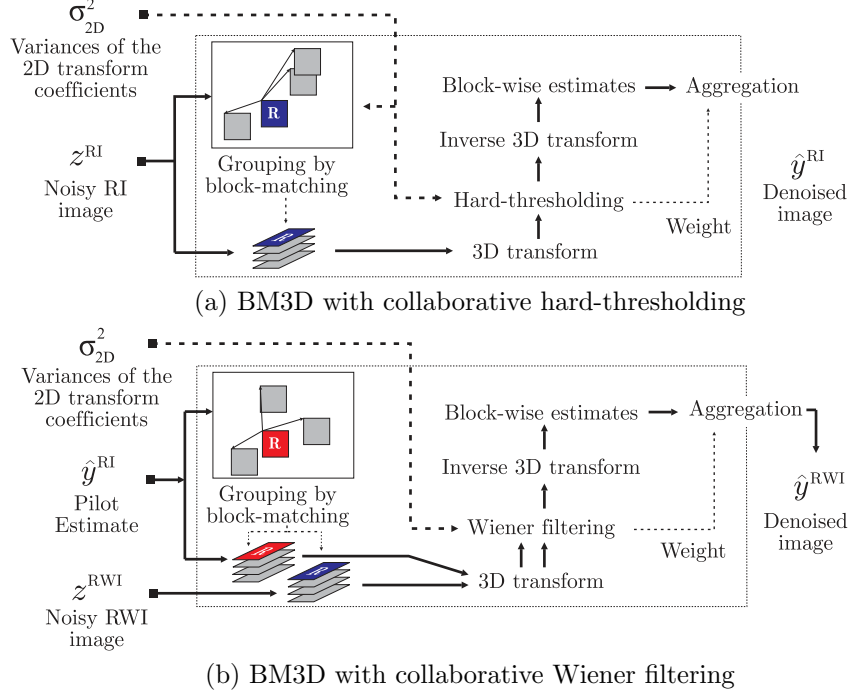 σ²2D
Variances of the
2D transform
coefficients
z^RI
Noisy RI
image
R
Grouping by
block-matching
R
Block-wise estimates
Aggregation
Inverse 3D transform
Hard-thresholding
Weight
3D transform
ŷ^RI
Denoised
image
(a) BM3D with collaborative hard-thresholding
σ²2D
Variances of the
2D transform
coefficients
ŷ^RI
Pilot
Estimate
z^RWI
Noisy RWI
image
R
Grouping by
block-matching
R
R
Block-wise estimates
Aggregation
Inverse 3D transform
Wiener filtering
Weight
3D transform
ŷ^RWI
Denoised
image
(b) BM3D with collaborative Wiener filtering